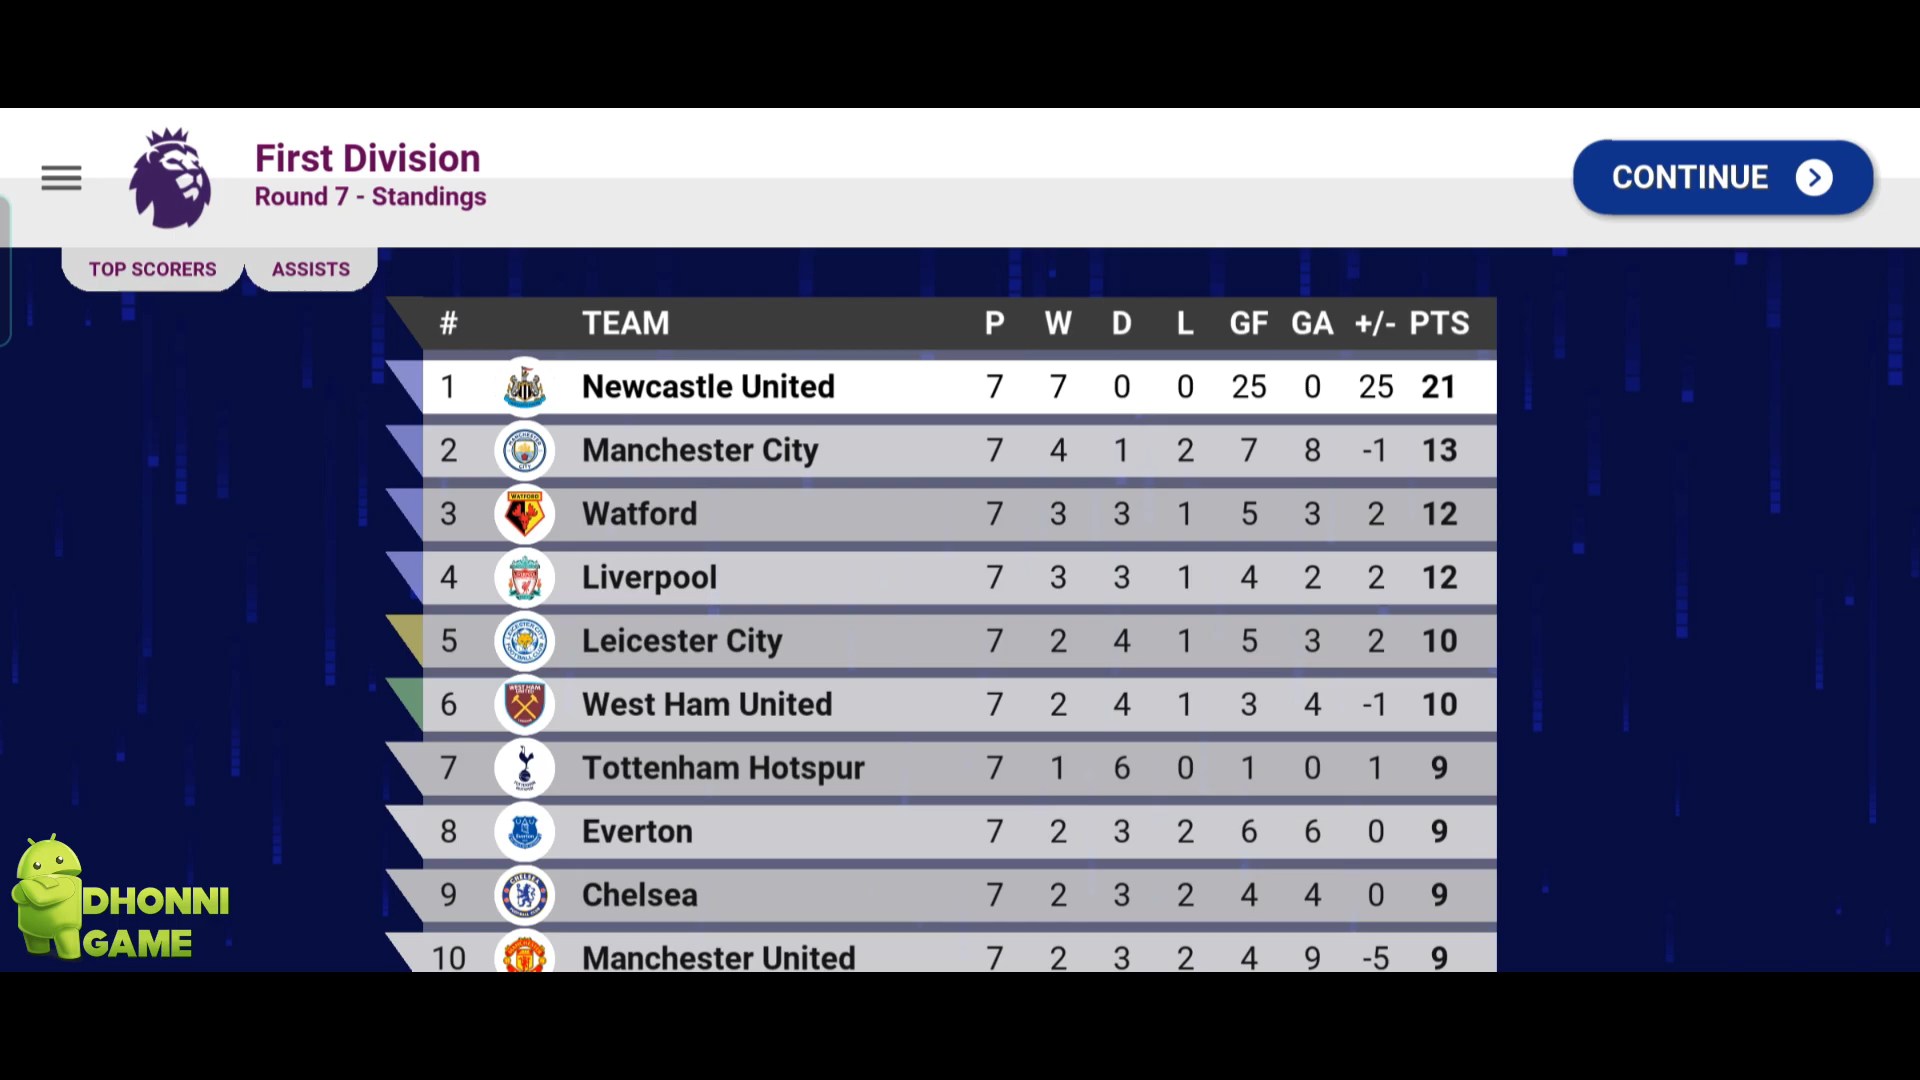 First Division
Round 7 - Standings
CONTINUE
TOP SCORERS ASSISTS
# TEAM P W D L GF GA +/- PTS
1 Newcastle United 7 7 0 0 25 0 25 21
2 Manchester City 7 4 1 2 7 8 -1 13
3 Watford 7 3 3 1 5 3 2 12
4 Liverpool 7 3 3 1 4 2 2 12
5 Leicester City 7 2 4 1 5 3 2 10
6 West Ham United 7 2 4 1 3 4 -1 10
7 Tottenham Hotspur 7 1 6 0 1 0 1 9
8 Everton 7 2 3 2 6 6 0 9
9 Chelsea 7 2 3 2 4 4 0 9
10 Manchester United 7 2 3 2 4 9 -5 9
DHONNI
GAME